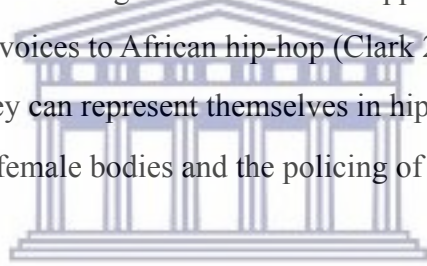 voices to African hip-hop (Clark 2
ey can represent themselves in hip
female bodies and the policing of